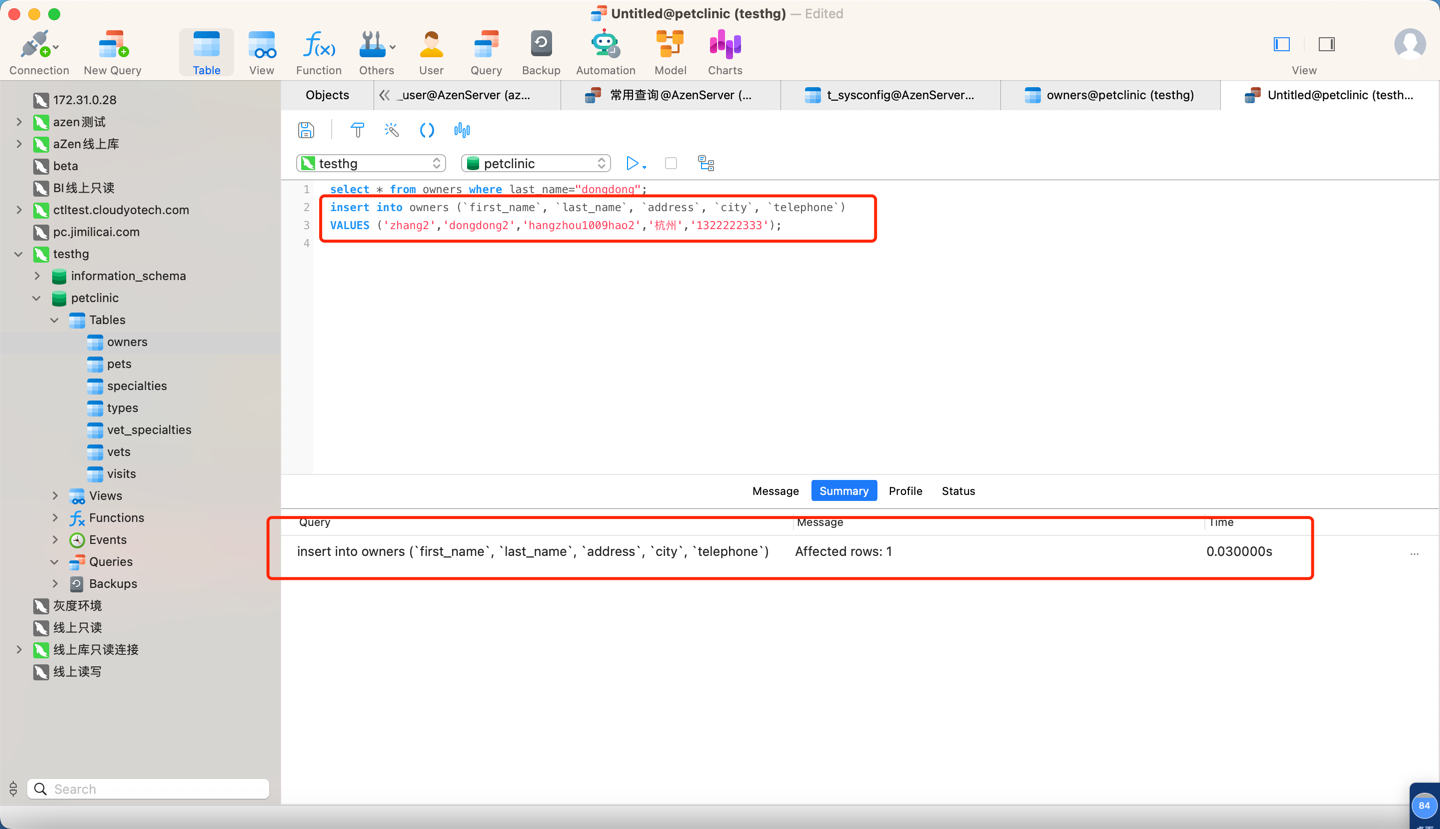 Untitled@petclinic (testhg) — Edited
Connection New Query Table View Function Others User Query Backup Automation Model Charts View
Objects _user@AzenServer (az... 常用查询@AzenServer (... t_sysconfig@AzenServer... owners@petclinic (testhg) Untitled@petclinic (testh...
172.31.0.28
azen测试
aZen线上库
beta
BI线上只读
ctltest.cloudyotech.com
pc.jimilicai.com
testhg
information_schema
petclinic
Tables
owners
pets
specialties
types
vet_specialties
vets
visits
Views
Functions
Events
Queries
Backups
灰度环境
线上只读
线上库只读连接
线上读写
Search
testhg petclinic
1 select * from owners where last_name="dongdong";
2 insert into owners (`first_name`, `last_name`, `address`, `city`, `telephone`)
3 VALUES ('zhang2','dongdong2','hangzhou1009hao2','杭州','1322222333');
4
Message Summary Profile Status
Query Message Time
insert into owners (`first_name`, `last_name`, `address`, `city`, `telephone`) Affected rows: 1 0.030000s ...
84